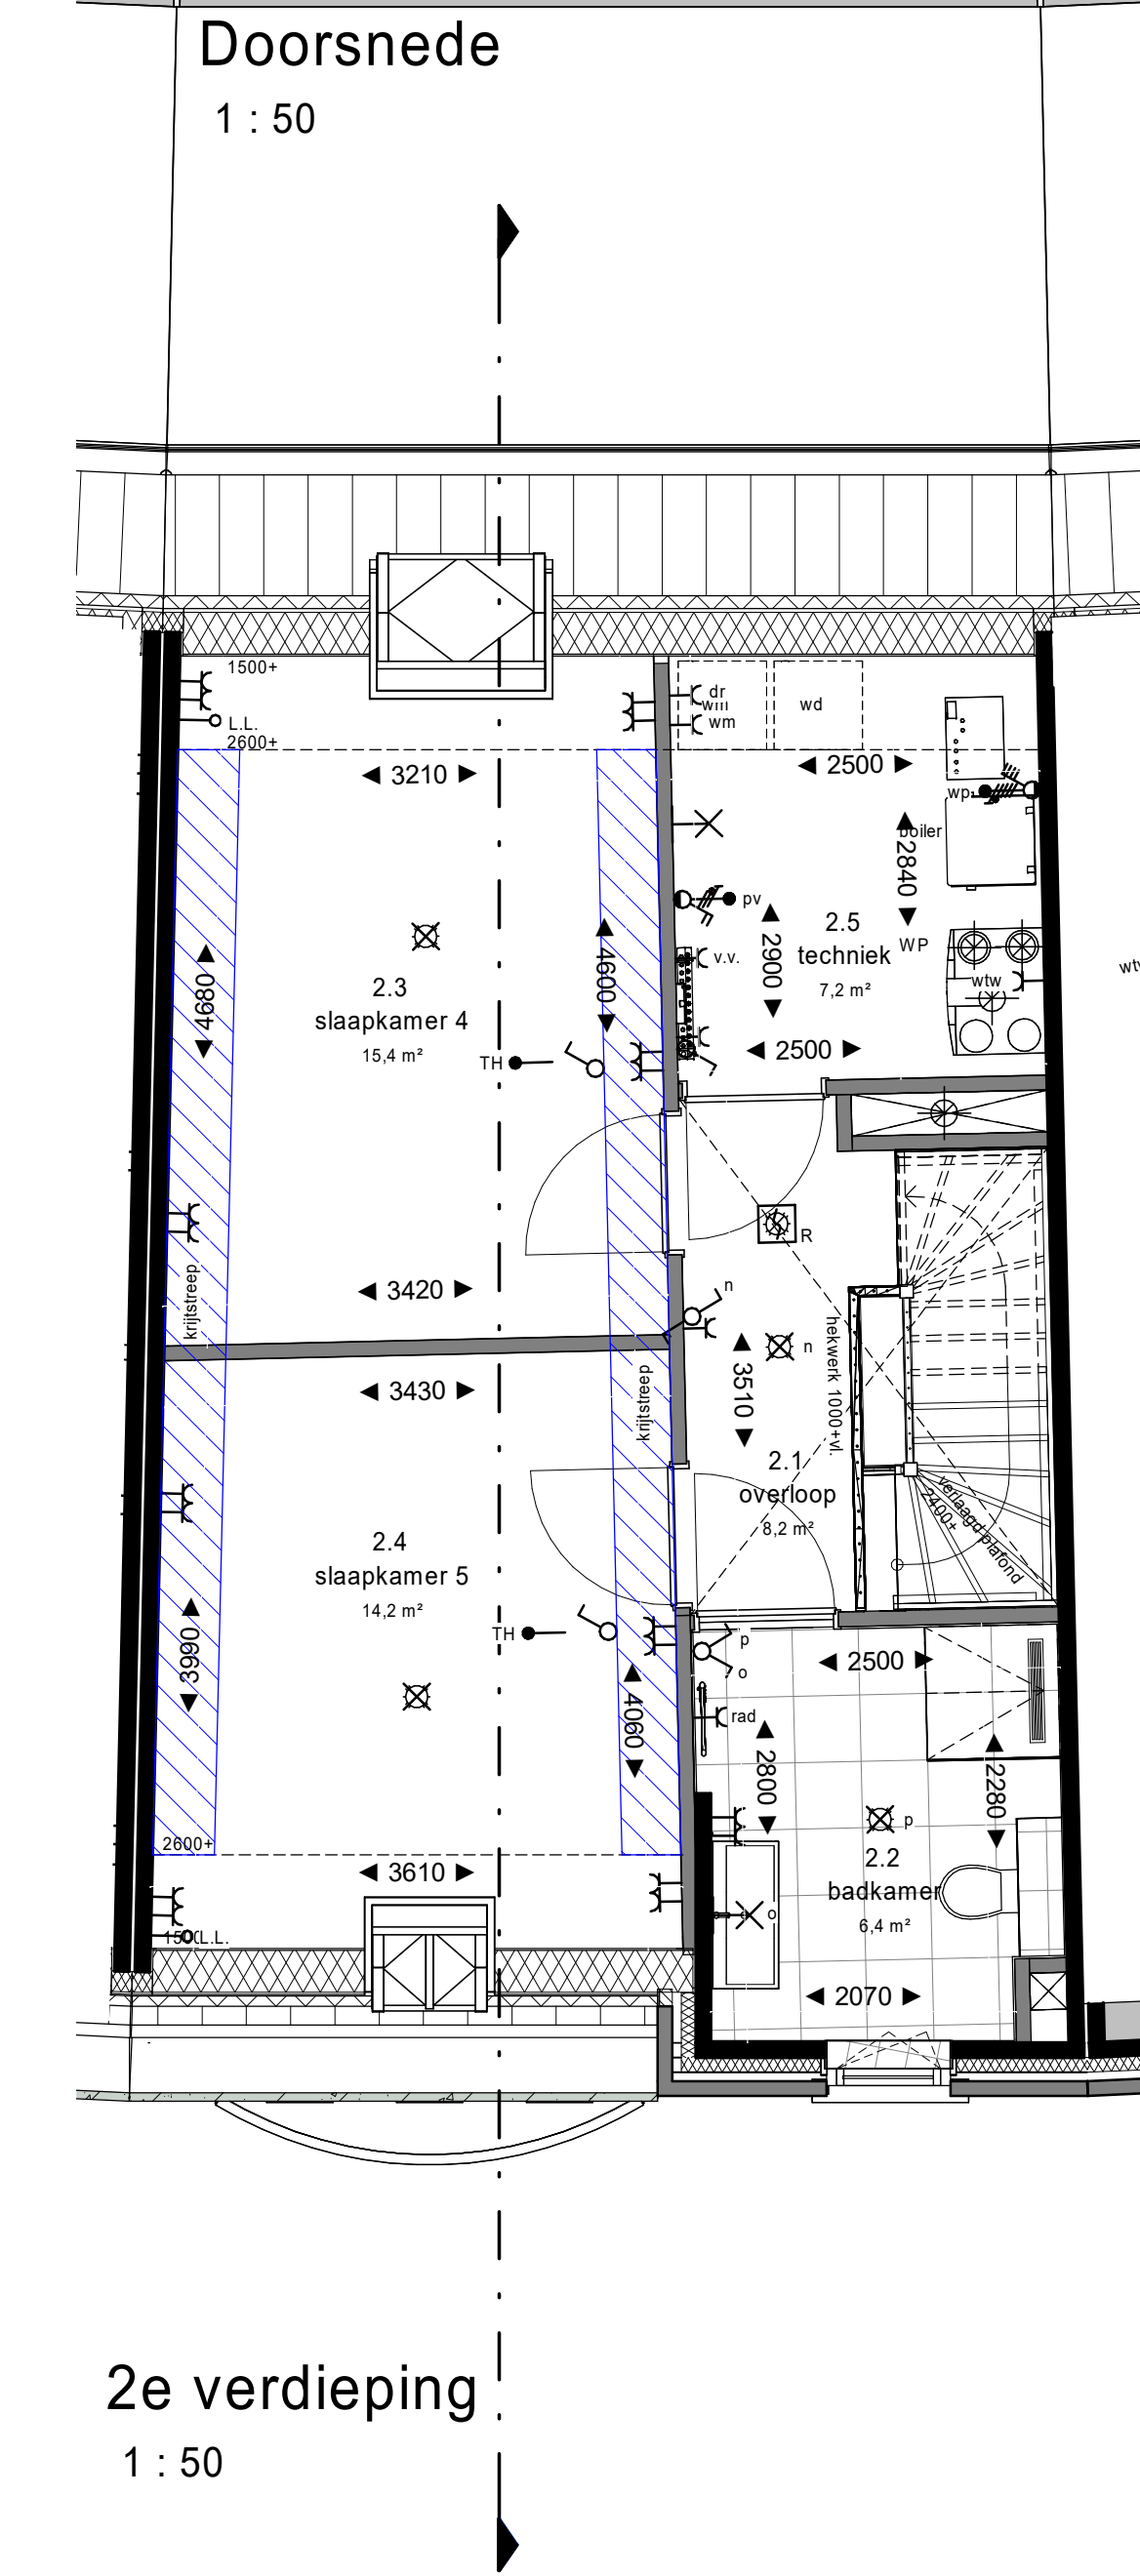 Doorsnede
1 : 50
1500+
L.L.
2600+
dr
wm
wm
wd
3210
2500
wp
boiler
2840
pv
2.5
techniek
7,2 m²
WP
2900
v.v.
wtw
2.3
slaapkamer 4
15,4 m²
4680
4600
TH
2500
R
krijtstreep
3420
n
n
hekwerk 1000+vl.
3430
krijtstreep
3510
2.1
overloop
8,2 m²
verlaagd plafond
2400+
2.4
slaapkamer 5
14,2 m²
3990
TH
4060
p
o
2500
rad
2800
2280
p
2.2
badkamer
6,4 m²
o
2600+
3610
L.L.
2070
2e verdieping
1 : 50